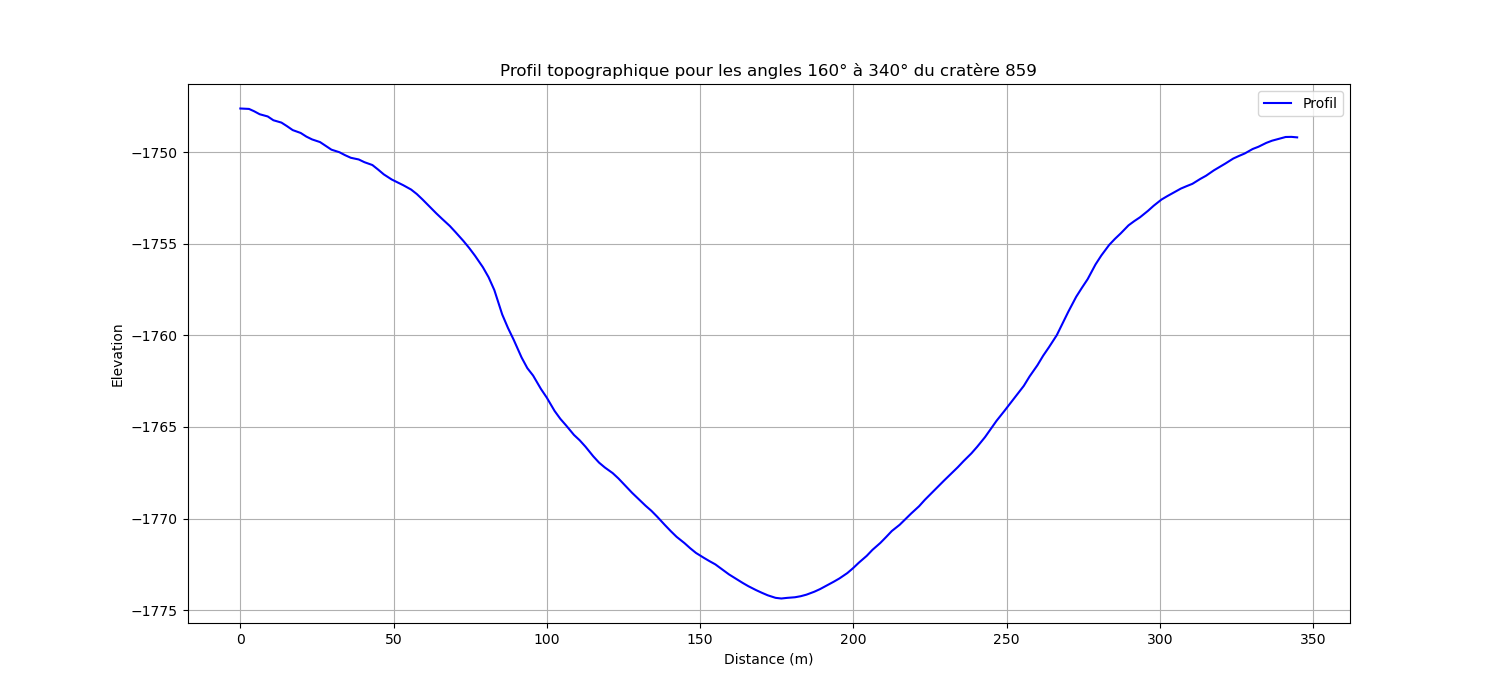 Profil topographique pour les angles 160° à 340° du cratère 859
Profil
−1750
−1755
−1760
−1765
−1770
−1775
Elevation
0 50 100 150 200 250 300 350
Distance (m)